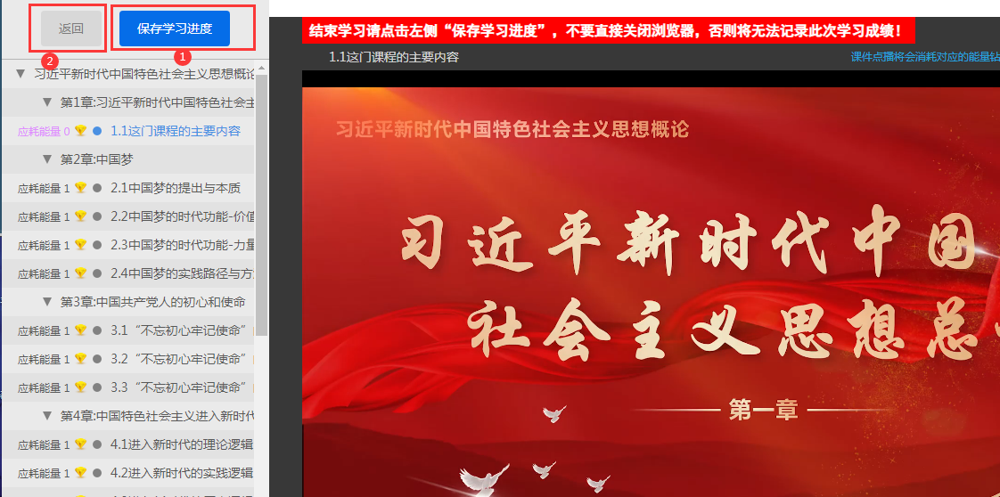 返回
保存学习进度
2
1
习近平新时代中国特色社会主义思想概论
第1章:习近平新时代中国特色社会主
应耗能量 0 1.1这门课程的主要内容
第2章:中国梦
应耗能量 1 2.1中国梦的提出与本质
应耗能量 1 2.2中国梦的时代功能-价值
应耗能量 1 2.3中国梦的时代功能-力量
应耗能量 1 2.4中国梦的实践路径与方
第3章:中国共产党人的初心和使命
应耗能量 1 3.1 “不忘初心牢记使命”
应耗能量 1 3.2 “不忘初心牢记使命”
应耗能量 1 3.3 “不忘初心牢记使命”
第4章:中国特色社会主义进入新时代
应耗能量 1 4.1进入新时代的理论逻辑
应耗能量 1 4.2进入新时代的实践逻辑
结束学习请点击左侧“保存学习进度”，不要直接关闭浏览器，否则将无法记录此次学习成绩！
1.1这门课程的主要内容
课件点播将会消耗对应的能量钻
习近平新时代中国特色社会主义思想概论
习近平新时代中国
社会主义思想总
第一章